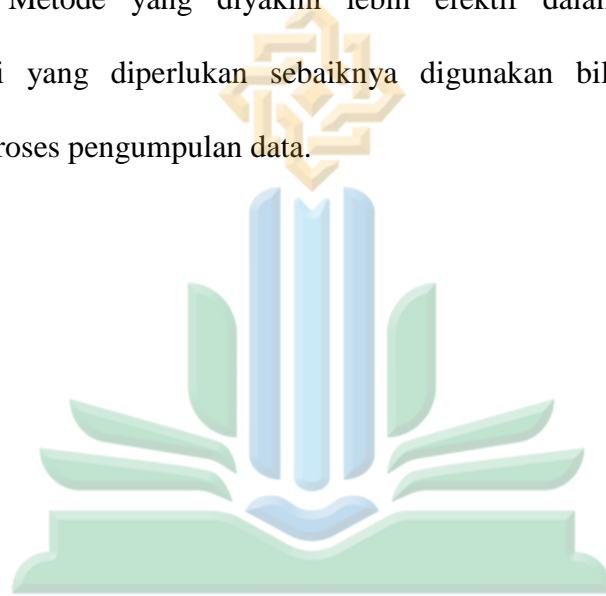 Metode yang diyakini lebih efektif
yang diperlukan sebaiknya digunakan
pengumpulan data.